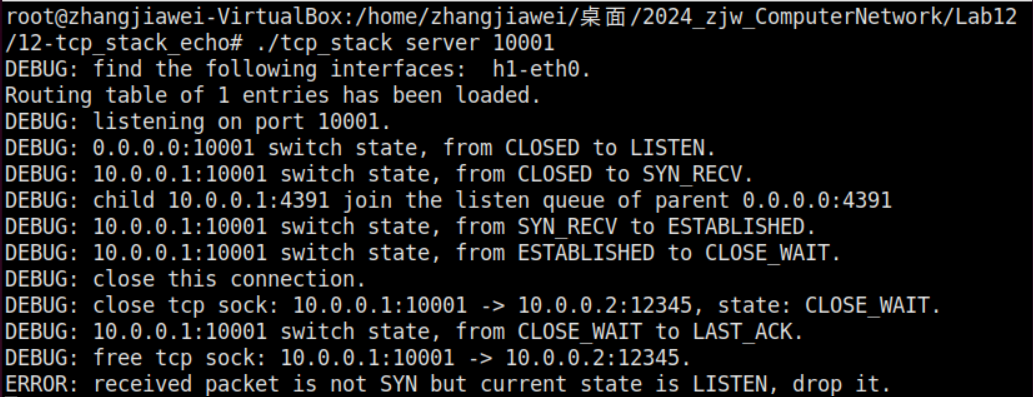 root@zhangjiawei-VirtualBox:/home/zhangjiawei/桌面/2024_zjw_ComputerNetwork/Lab12
/12-tcp_stack_echo# ./tcp_stack server 10001
DEBUG: find the following interfaces:  h1-eth0.
Routing table of 1 entries has been loaded.
DEBUG: listening on port 10001.
DEBUG: 0.0.0.0:10001 switch state, from CLOSED to LISTEN.
DEBUG: 10.0.0.1:10001 switch state, from CLOSED to SYN_RECV.
DEBUG: child 10.0.0.1:4391 join the listen queue of parent 0.0.0.0:4391
DEBUG: 10.0.0.1:10001 switch state, from SYN_RECV to ESTABLISHED.
DEBUG: 10.0.0.1:10001 switch state, from ESTABLISHED to CLOSE_WAIT.
DEBUG: close this connection.
DEBUG: close tcp sock: 10.0.0.1:10001 -> 10.0.0.2:12345, state: CLOSE_WAIT.
DEBUG: 10.0.0.1:10001 switch state, from CLOSE_WAIT to LAST_ACK.
DEBUG: free tcp sock: 10.0.0.1:10001 -> 10.0.0.2:12345.
ERROR: received packet is not SYN but current state is LISTEN, drop it.